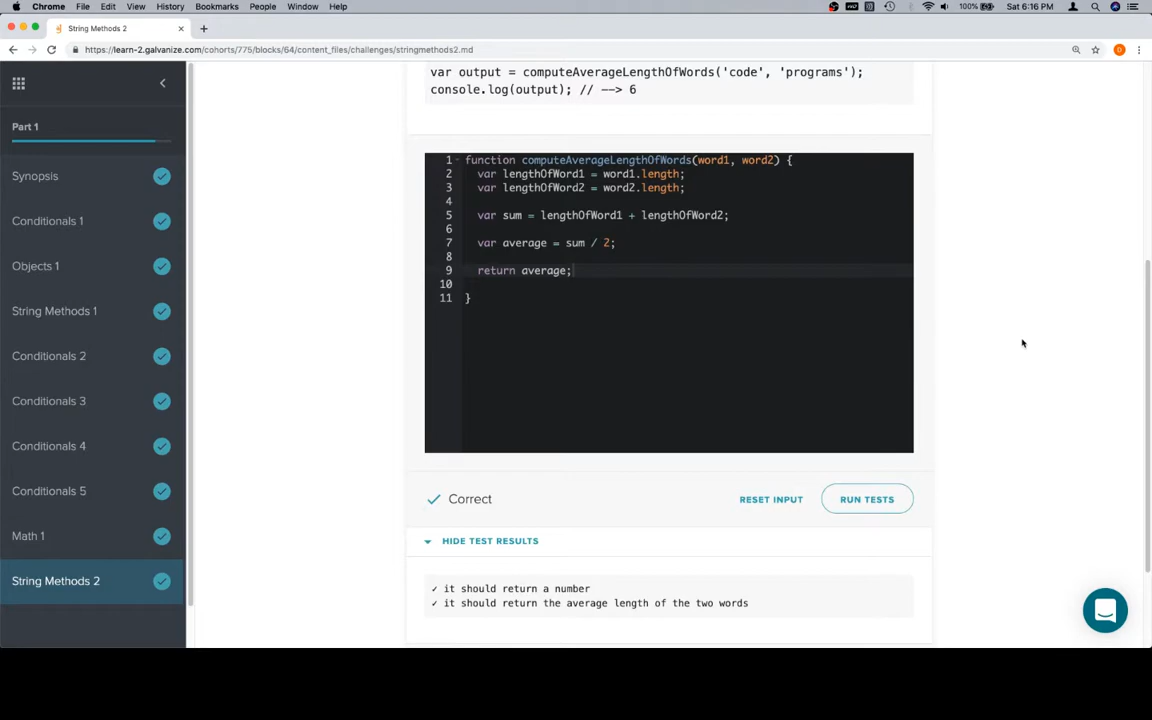 Chrome File Edit View History Bookmarks People Window Help 100% Sat 6:16 PM
String Methods 2
https://learn-2.galvanize.com/cohorts/775/blocks/64/content_files/challenges/stringmethods2.md
D
Part 1
Synopsis
Conditionals 1
Objects 1
String Methods 1
Conditionals 2
Conditionals 3
Conditionals 4
Conditionals 5
Math 1
String Methods 2
var output = computeAverageLengthOfWords('code', 'programs');
console.log(output); // --> 6
1 function computeAverageLengthOfWords(word1, word2) {
2 var lengthOfWord1 = word1.length;
3 var lengthOfWord2 = word2.length;
4
5 var sum = lengthOfWord1 + lengthOfWord2;
6
7 var average = sum / 2;
8
9 return average;
10
11 }
Correct RESET INPUT RUN TESTS
HIDE TEST RESULTS
✓ it should return a number
✓ it should return the average length of the two words